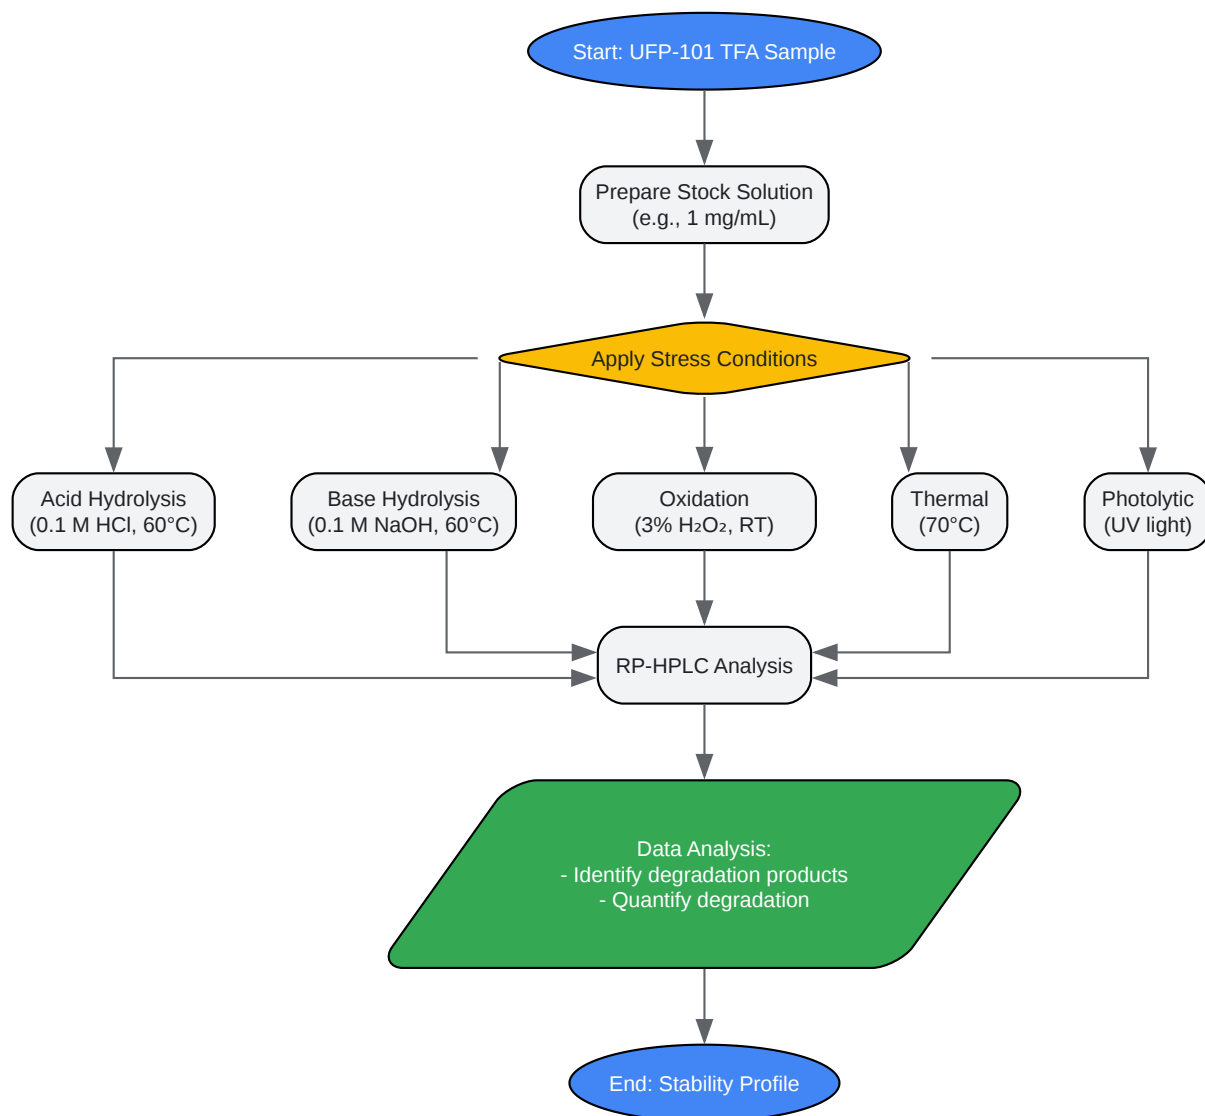 Start: UFP-101 TFA Sample
Prepare Stock Solution
(e.g., 1 mg/mL)
Apply Stress Conditions
Acid Hydrolysis
(0.1 M HCl, 60°C)
Base Hydrolysis
(0.1 M NaOH, 60°C)
Oxidation
(3% H₂O₂, RT)
Thermal
(70°C)
Photolytic
(UV light)
RP-HPLC Analysis
Data Analysis:
- Identify degradation products
- Quantify degradation
End: Stability Profile